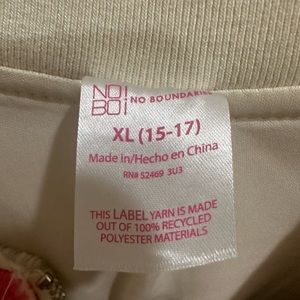 NO!
BO! NO BOUNDARIES
XL (15-17)
Made in/Hecho en China
RN# 52469 3U3
THIS LABEL YARN IS MADE
OUT OF 100% RECYCLED
POLYESTER MATERIALS